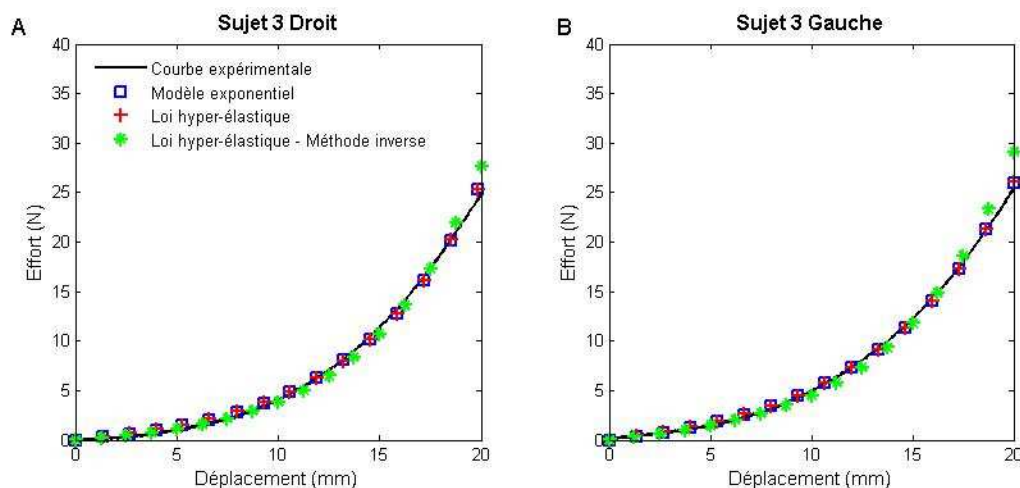 A
Sujet 3 Droit
40
35
30
25
20
15
10
5
0
Effort (N)
Courbe expérimentale
Modèle exponentiel
Loi hyper-élastique
Loi hyper-élastique - Méthode inverse
0 5 10 15 20
Déplacement (mm)
B
Sujet 3 Gauche
40
35
30
25
20
15
10
5
0
Effort (N)
0 5 10 15 20
Déplacement (mm)